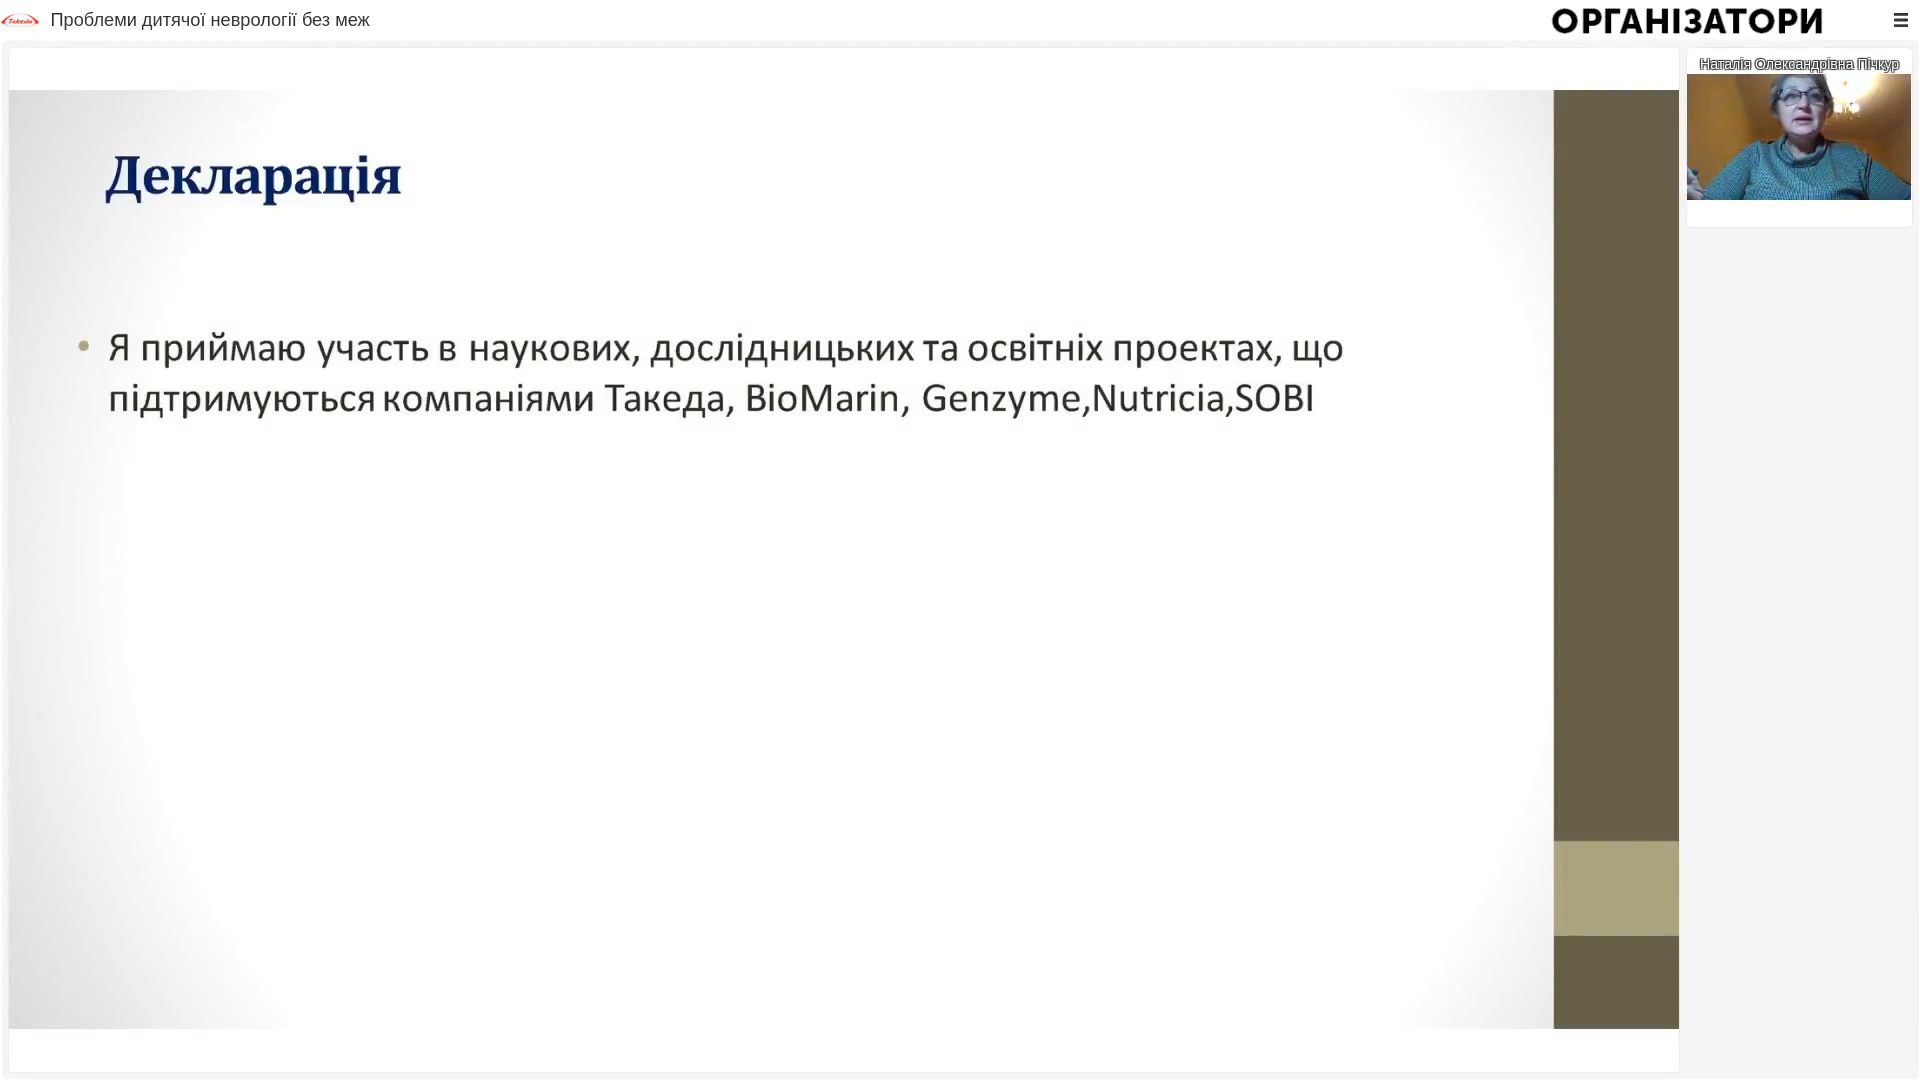 Takeda
Проблеми дитячої неврології без меж
ОРГАНІЗАТОРИ
Наталія Олександрівна Пічкур
Декларація
• Я приймаю участь в наукових, дослідницьких та освітніх проектах, що
підтримуються компаніями Такеда, BioMarin, Genzyme,Nutricia,SOBI